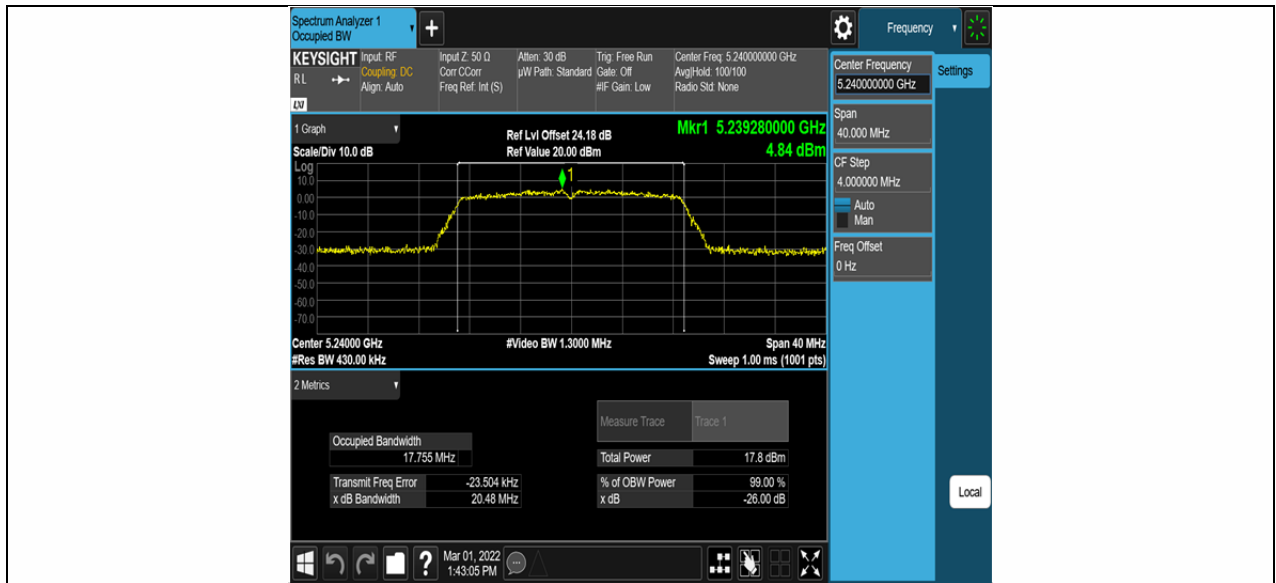 Spectrum Analyzer 1
Occupied BW
+
Frequency
KEYSIGHT
RL
LXI
Input: RF
Coupling: DC
Align: Auto
Input Z: 50 Ω
Corr CCorr
Freq Ref: Int (S)
Atten: 30 dB
µW Path: Standard
Trig: Free Run
Gate: Off
#IF Gain: Low
Center Freq: 5.240000000 GHz
Avg|Hold: 100/100
Radio Std: None
Center Frequency
5.240000000 GHz
Settings
Span
40.000 MHz
CF Step
4.000000 MHz
Auto
Man
Freq Offset
0 Hz
Local
1 Graph
Scale/Div 10.0 dB
Ref Lvl Offset 24.18 dB
Ref Value 20.00 dBm
Mkr1 5.239280000 GHz
4.84 dBm
Log
10.0
0.00
-10.0
-20.0
-30.0
-40.0
-50.0
-60.0
-70.0
1
Center 5.24000 GHz
#Video BW 1.3000 MHz
Span 40 MHz
#Res BW 430.00 kHz
Sweep 1.00 ms (1001 pts)
2 Metrics
Measure Trace
Trace 1
Occupied Bandwidth
17.755 MHz
Total Power
17.8 dBm
Transmit Freq Error
-23.504 kHz
% of OBW Power
99.00 %
x dB Bandwidth
20.48 MHz
x dB
-26.00 dB
?
Mar 01, 2022
1:43:05 PM